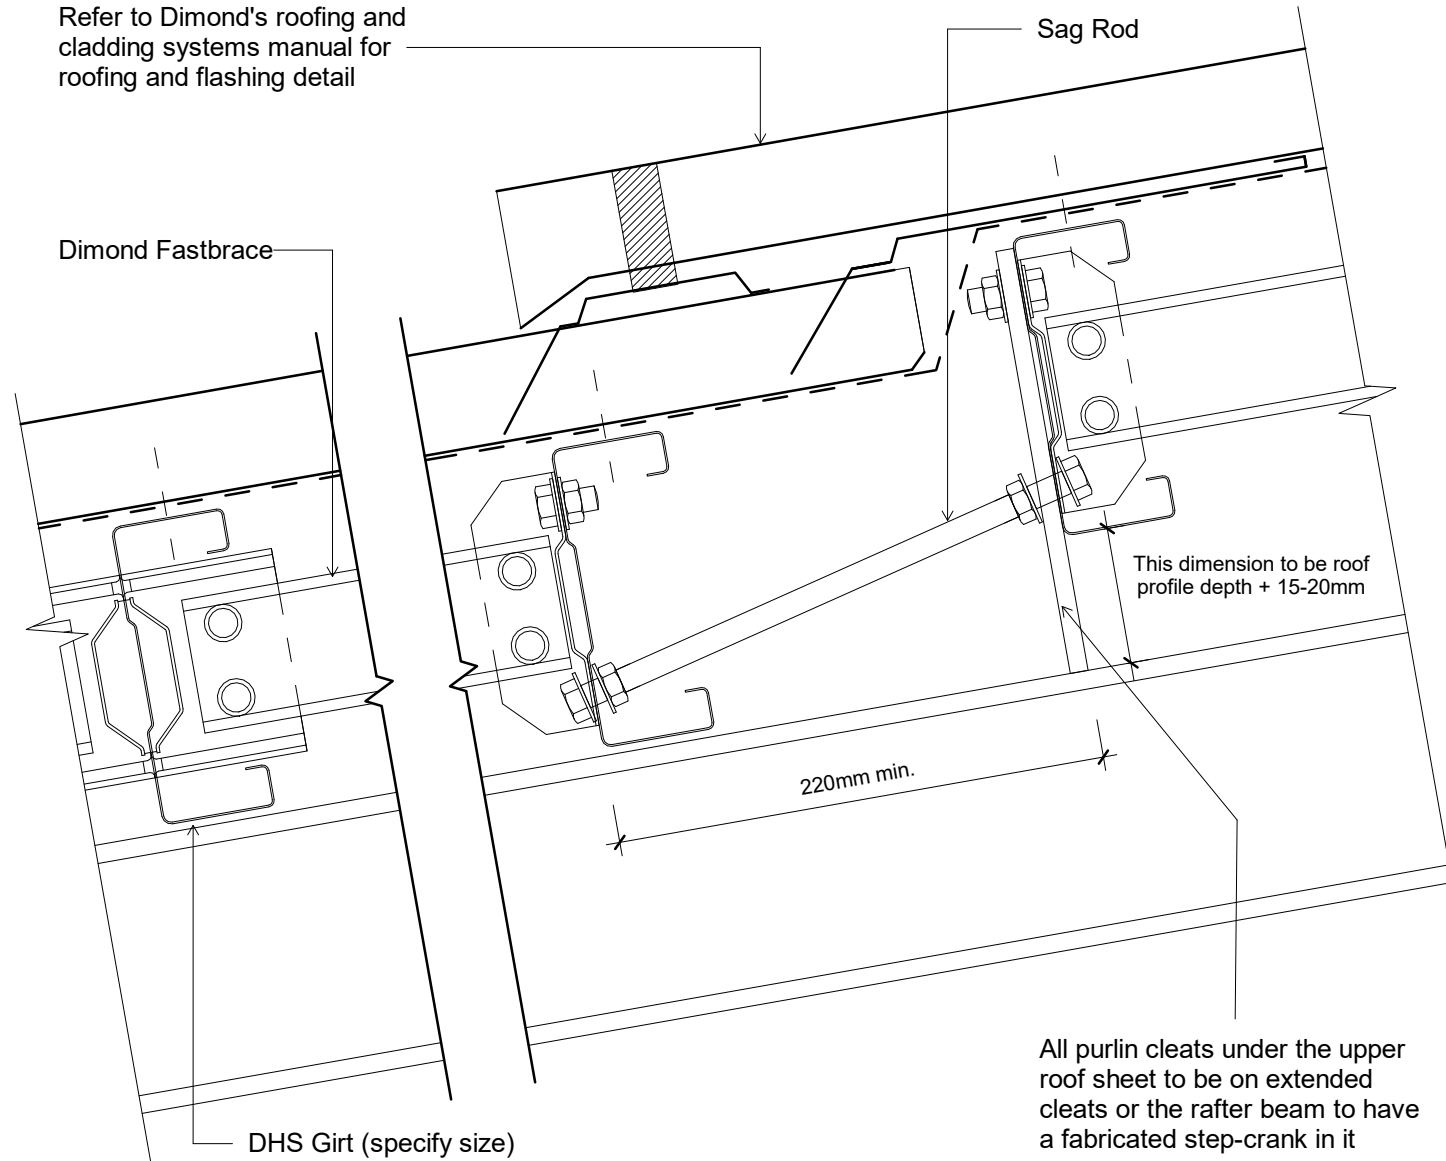 Refer to Dimond's roofing and
cladding systems manual for
roofing and flashing detail
Sag Rod
Dimond Fastbrace
This dimension to be roof
profile depth + 15-20mm
220mm min.
All purlin cleats under the upper
roof sheet to be on extended
cleats or the rafter beam to have
a fabricated step-crank in it
DHS Girt (specify size)